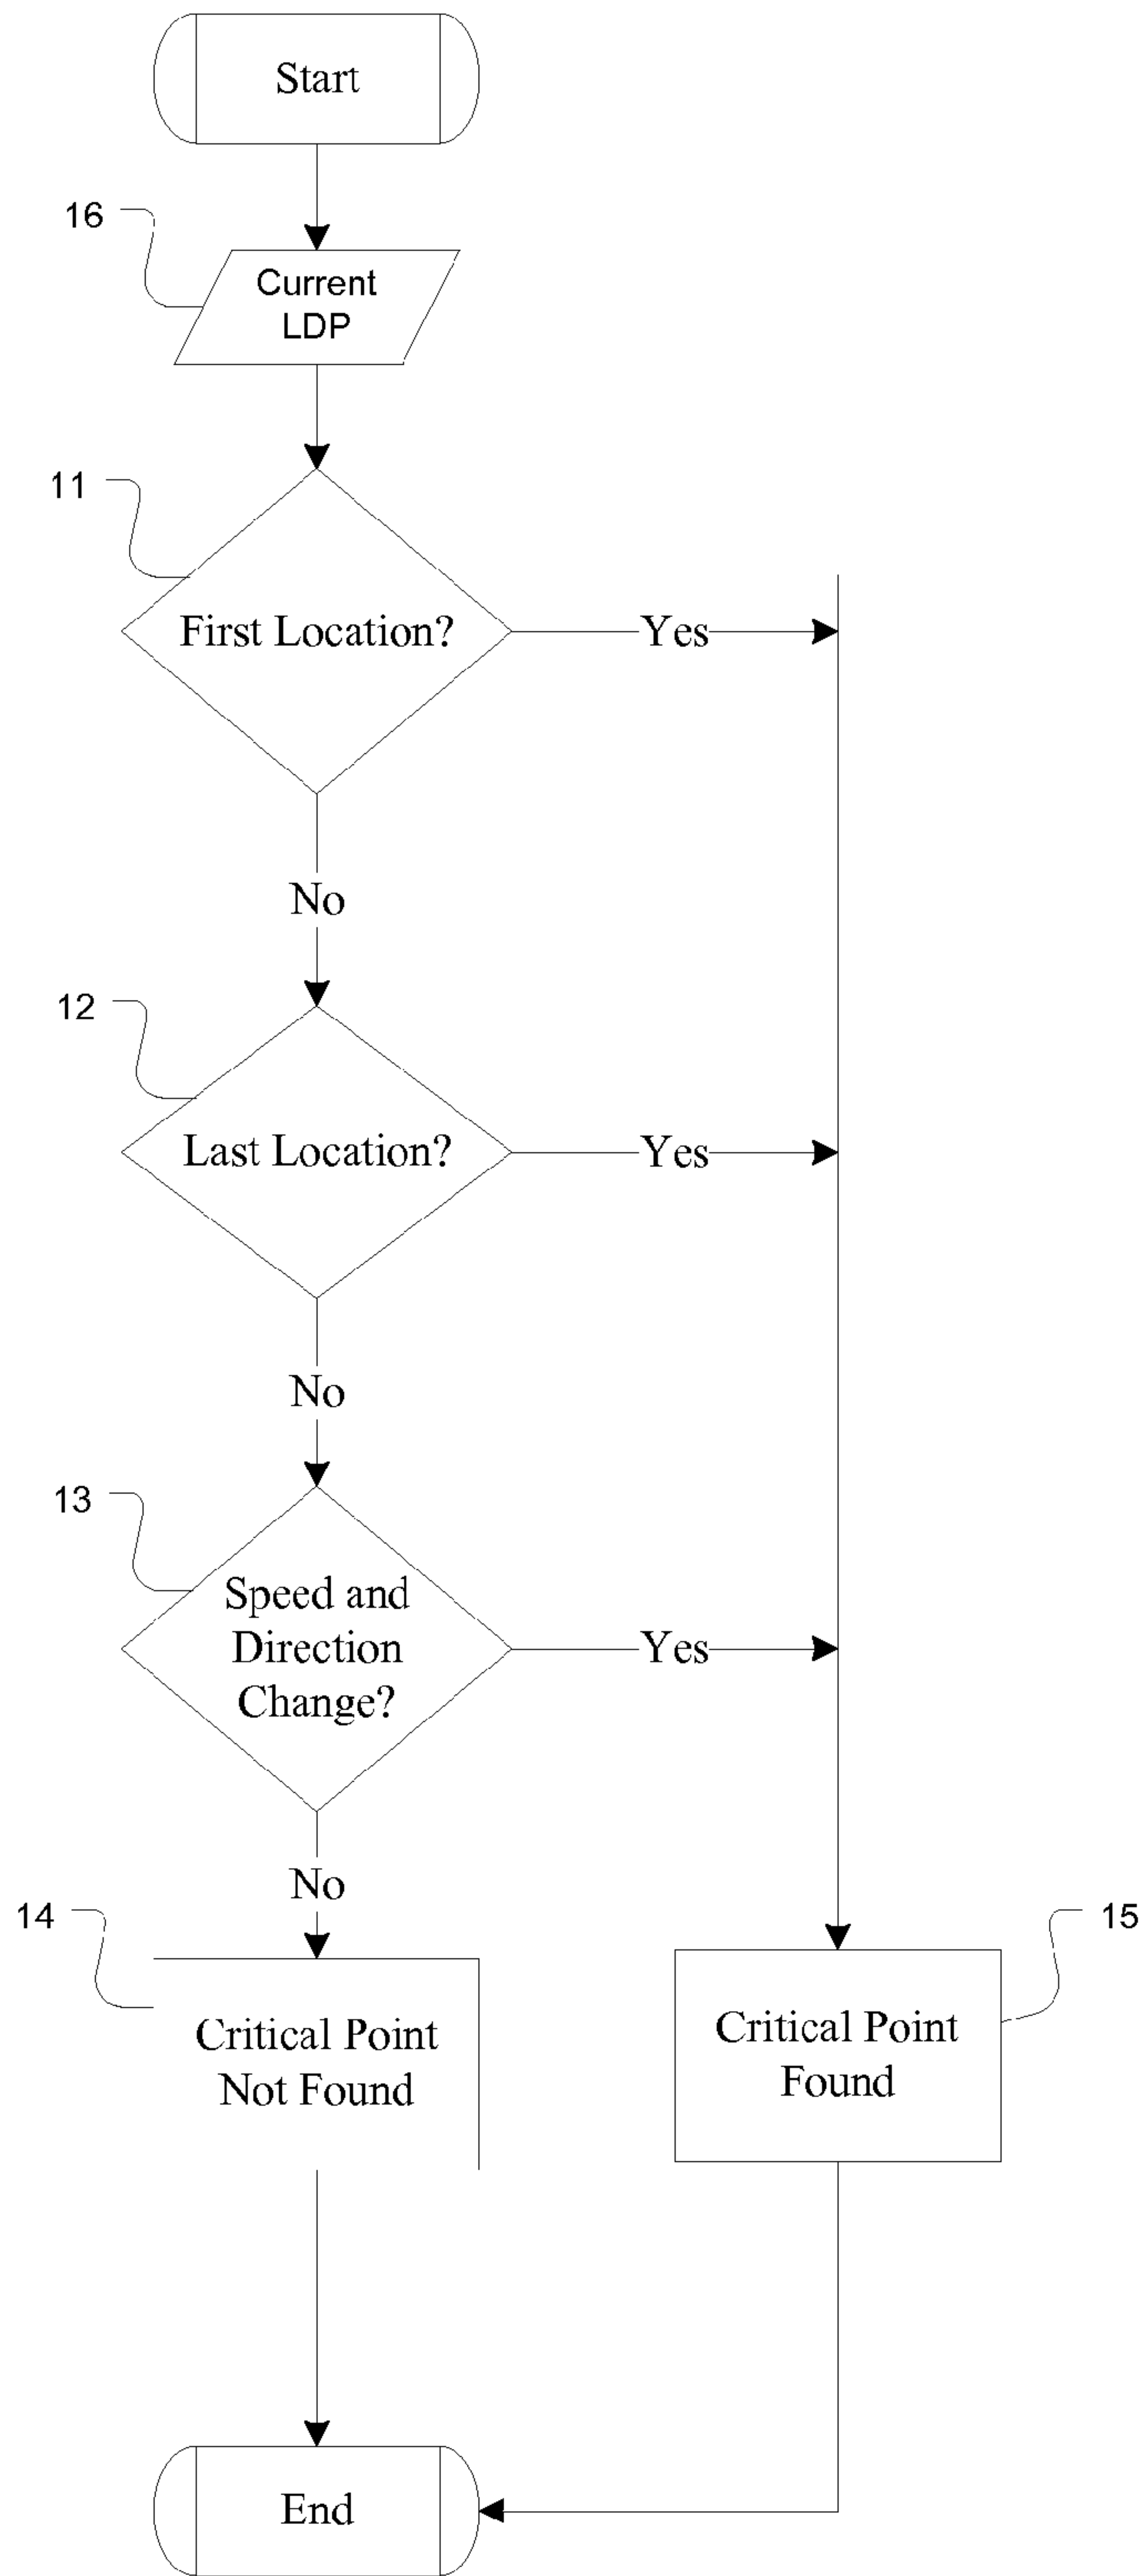 Start
16
Current
LDP
11
First Location?
Yes
No
12
Last Location?
Yes
No
13
Speed and
Direction
Change?
Yes
No
14
Critical Point
Not Found
15
Critical Point
Found
End